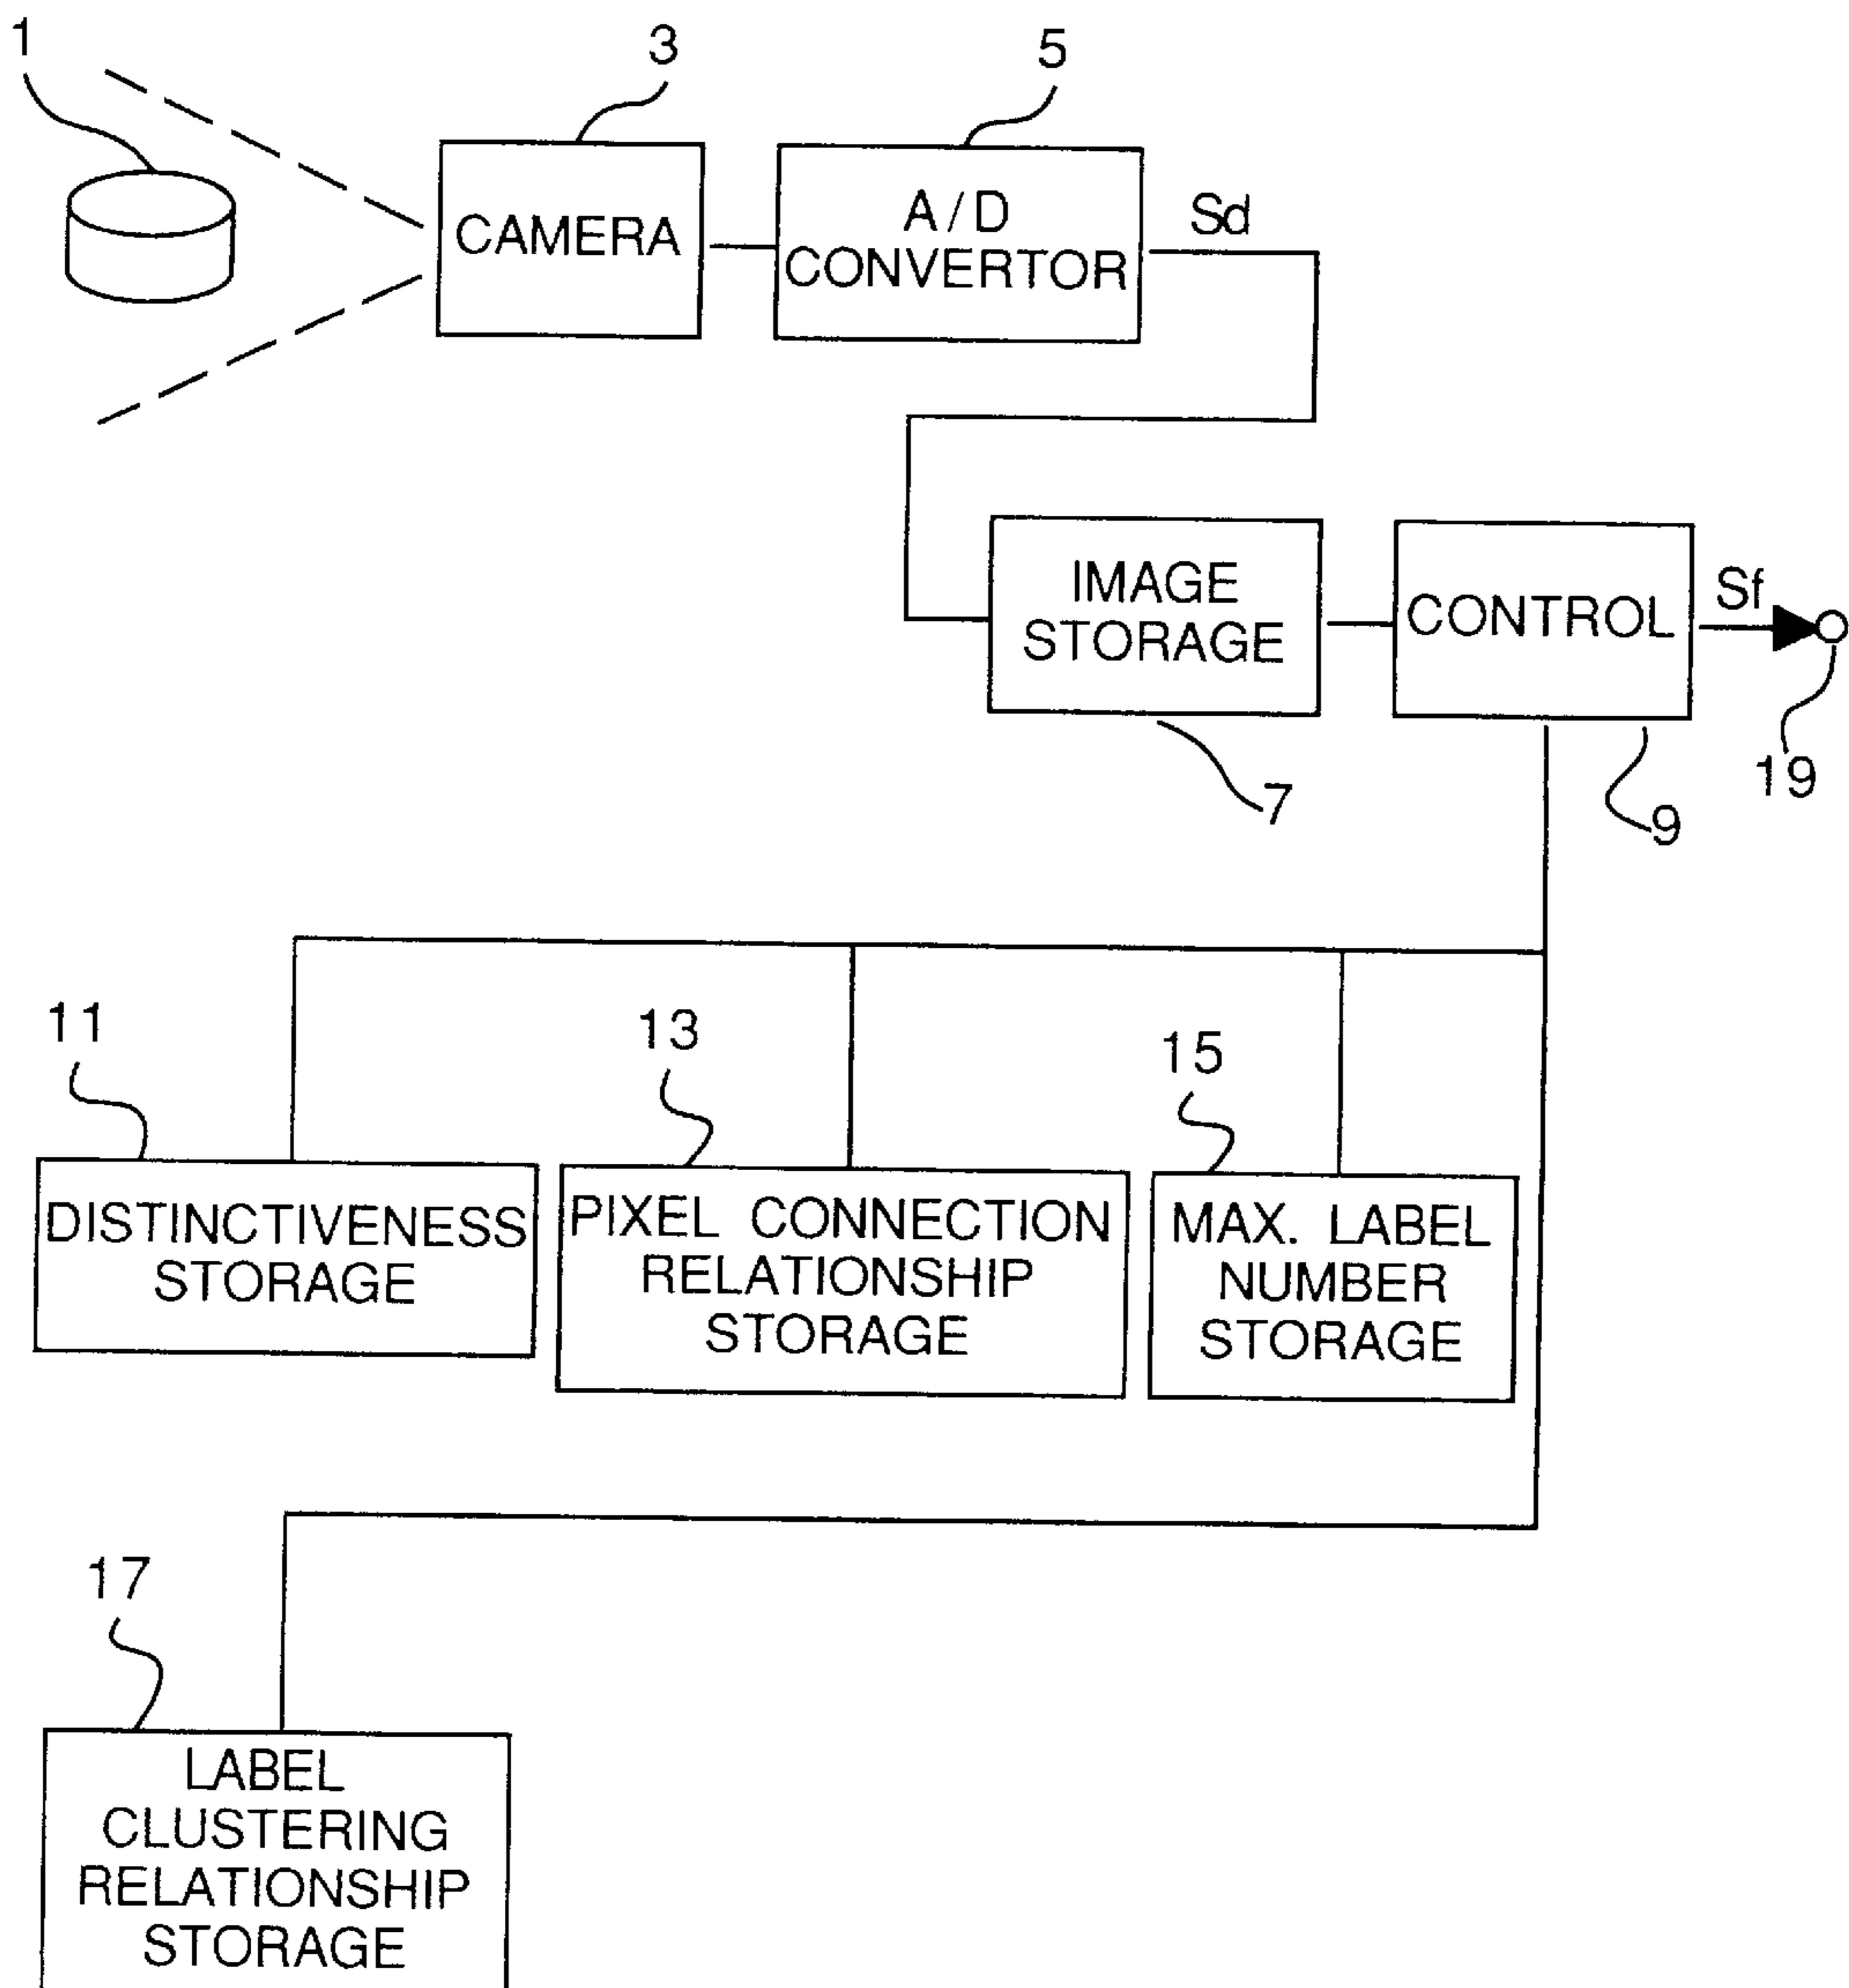 1
3
5
CAMERA
A/D
CONVERTOR
Sd
IMAGE
STORAGE
CONTROL
Sf
7
9
19
11
13
15
DISTINCTIVENESS
STORAGE
PIXEL CONNECTION
RELATIONSHIP
STORAGE
MAX. LABEL
NUMBER
STORAGE
17
LABEL
CLUSTERING
RELATIONSHIP
STORAGE